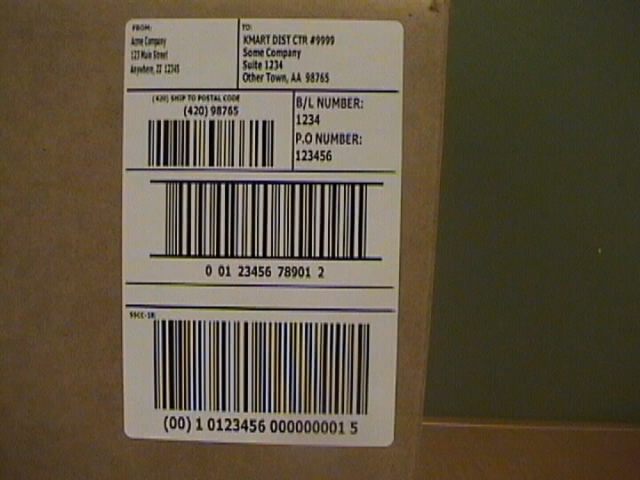 FROM:
Acme Company
123 Main Street
Anywhere, ZZ 12345
TO:
KMART DIST CTR #9999
Some Company
Suite 1234
Other Town, AA 98765
(420) SHIP TO POSTAL CODE
(420) 98765
B/L NUMBER:
1234
P.O NUMBER:
123456
0 01 23456 78901 2
SSCC-18
(00) 1 0123456 000000001 5